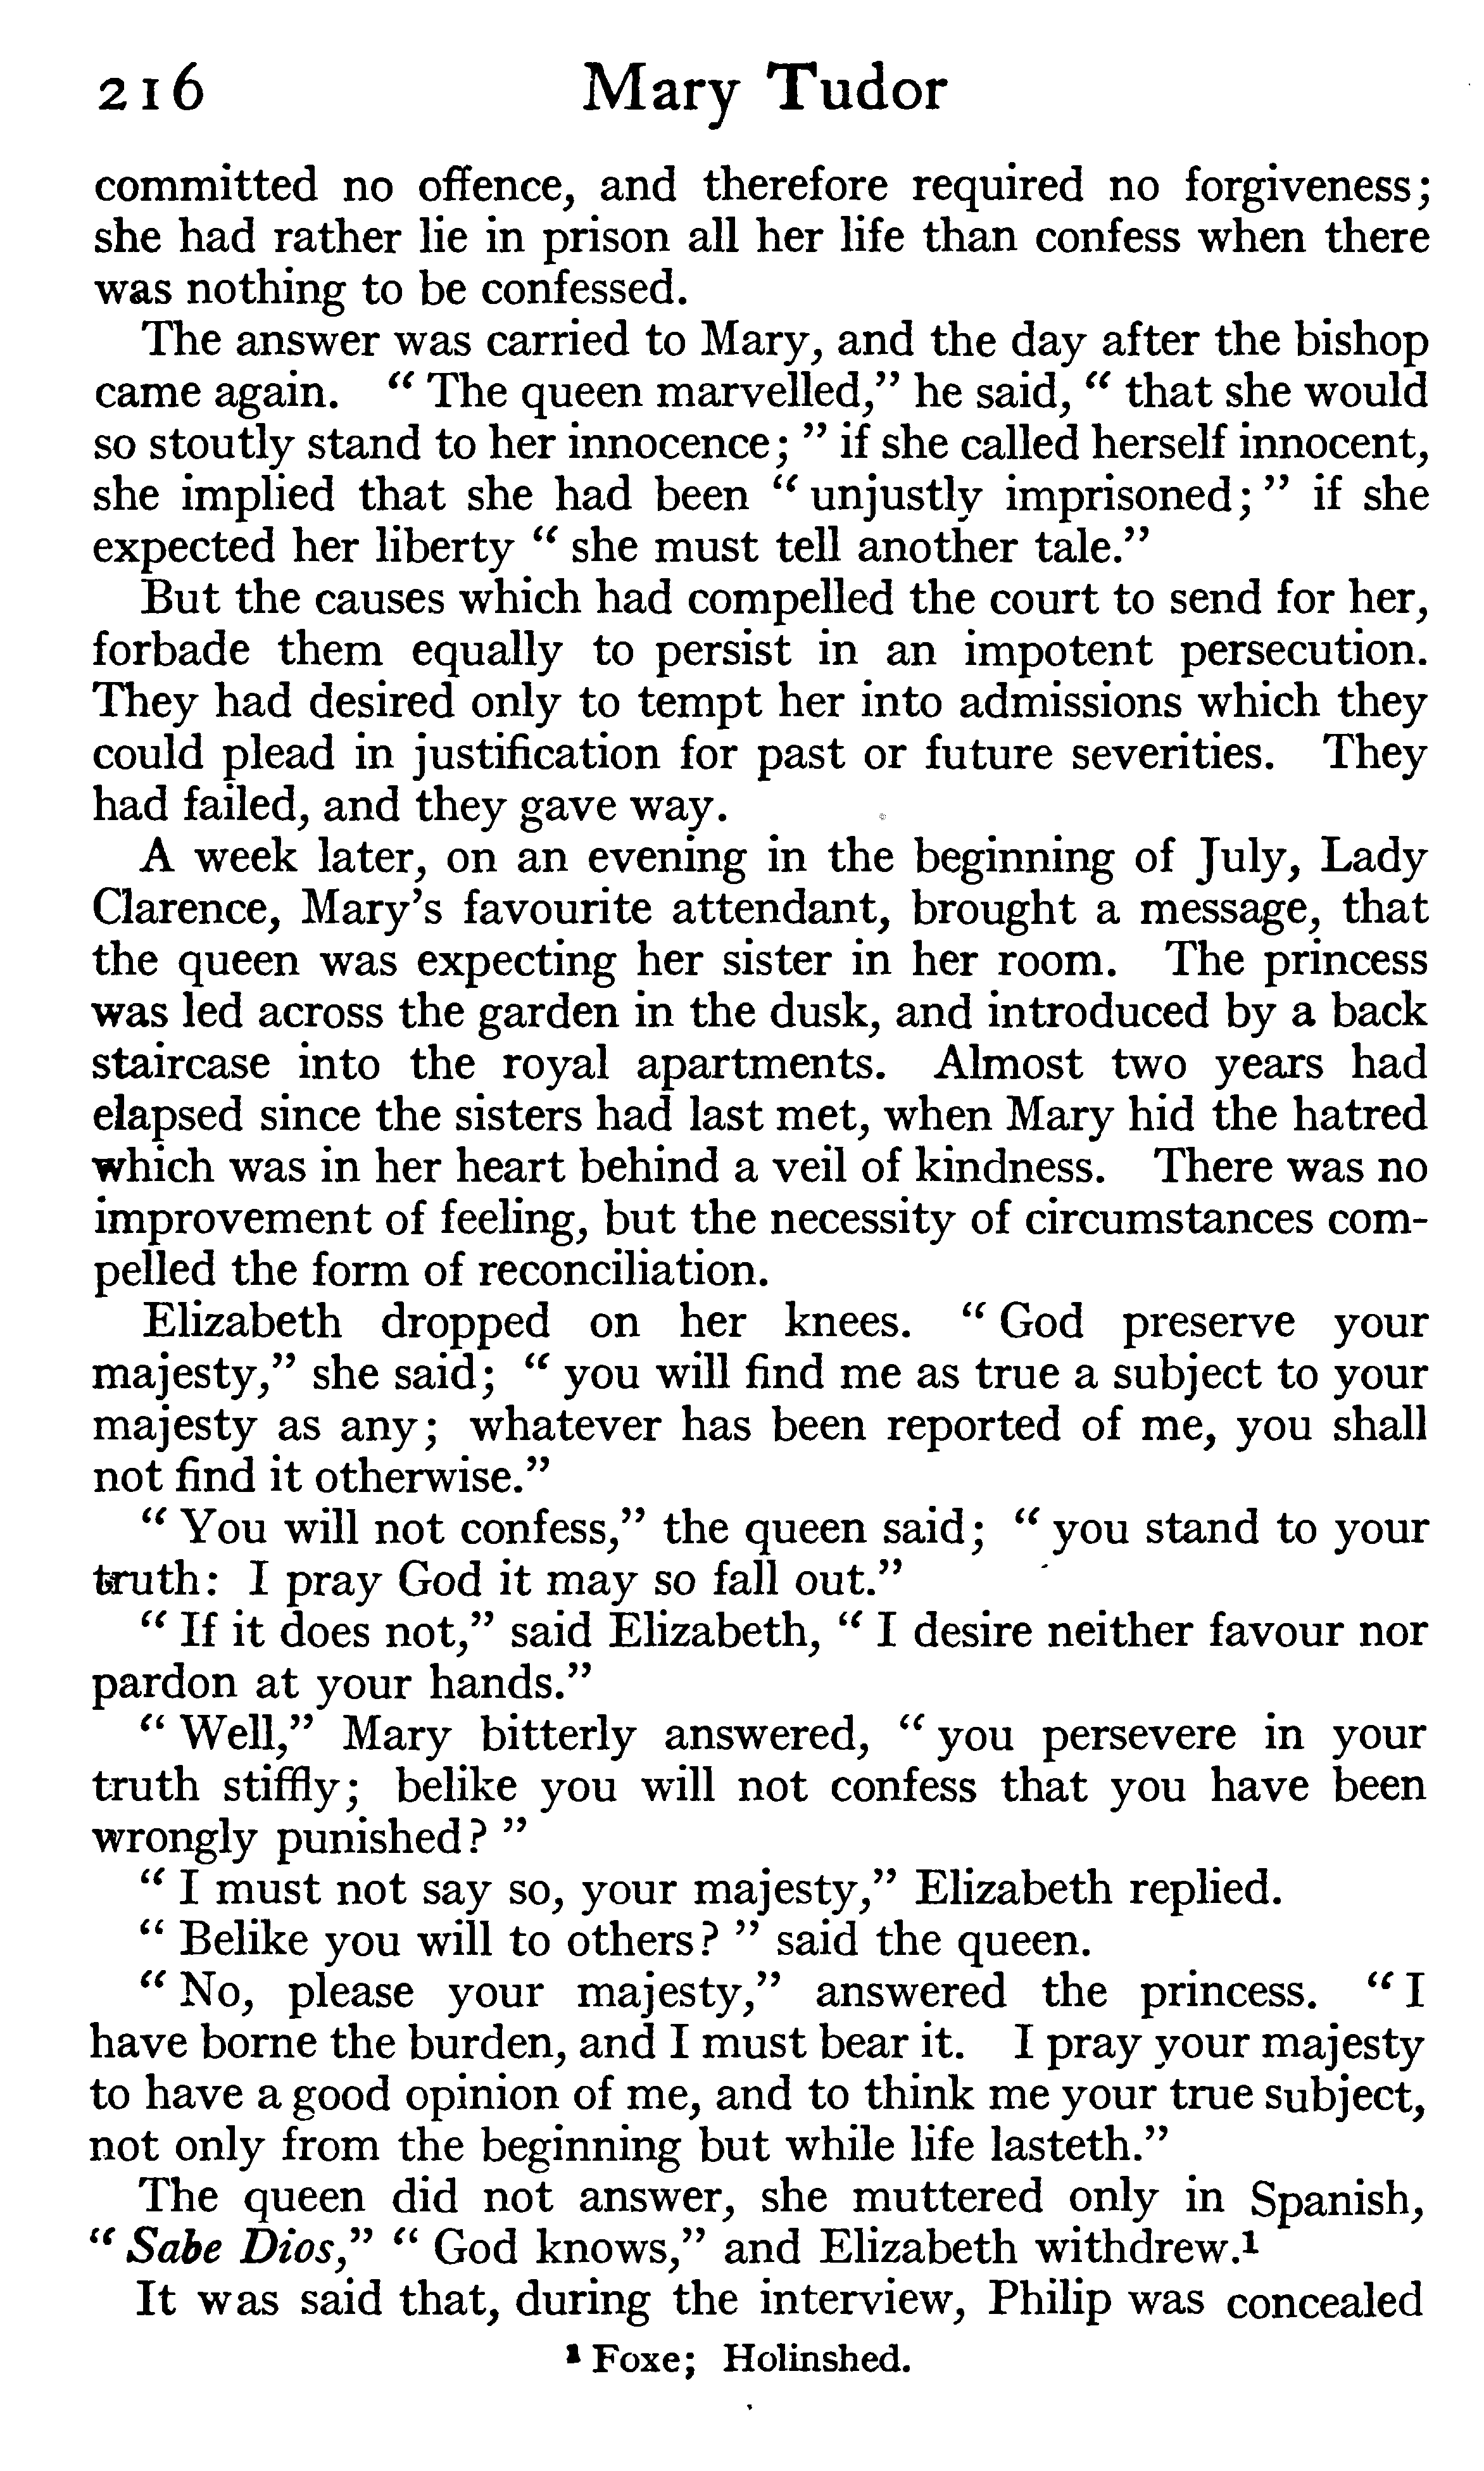 216 Mary Tudor
committed no offence, and therefore required no forgiveness;
she had rather lie in prison all her life than confess when there
was nothing to be confessed.
The answer was carried to Mary, and the day after the bishop
came again. “ The queen marvelled,” he said, “ that she would
so stoutly stand to her innocence; ” if she called herself innocent,
she implied that she had been “ unjustly imprisoned; ” if she
expected her liberty “ she must tell another tale.”
But the causes which had compelled the court to send for her,
forbade them equally to persist in an impotent persecution.
They had desired only to tempt her into admissions which they
could plead in justification for past or future severities. They
had failed, and they gave way.
A week later, on an evening in the beginning of July, Lady
Clarence, Mary’s favourite attendant, brought a message, that
the queen was expecting her sister in her room. The princess
was led across the garden in the dusk, and introduced by a back
staircase into the royal apartments. Almost two years had
elapsed since the sisters had last met, when Mary hid the hatred
which was in her heart behind a veil of kindness. There was no
improvement of feeling, but the necessity of circumstances com-
pelled the form of reconciliation.
Elizabeth dropped on her knees. “ God preserve your
majesty,” she said; “ you will find me as true a subject to your
majesty as any; whatever has been reported of me, you shall
not find it otherwise.”
“ You will not confess,” the queen said; “ you stand to your
truth: I pray God it may so fall out.”
“ If it does not,” said Elizabeth, “ I desire neither favour nor
pardon at your hands.”
“ Well,” Mary bitterly answered, “ you persevere in your
truth stiffly; belike you will not confess that you have been
wrongly punished? ”
“ I must not say so, your majesty,” Elizabeth replied.
“ Belike you will to others? ” said the queen.
“ No, please your majesty,” answered the princess. “ I
have borne the burden, and I must bear it. I pray your majesty
to have a good opinion of me, and to think me your true subject,
not only from the beginning but while life lasteth.”
The queen did not answer, she muttered only in Spanish,
“ Sabe Dios,” “ God knows,” and Elizabeth withdrew.¹
It was said that, during the interview, Philip was concealed
¹ Foxe; Holinshed.